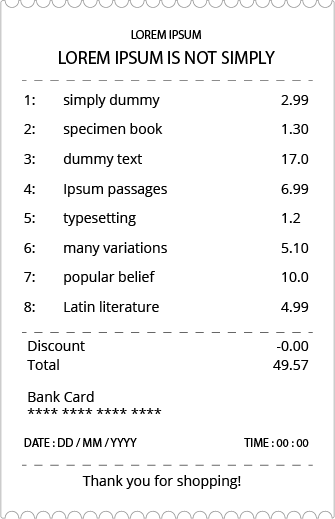 LOREM IPSUM
LOREM IPSUM IS NOT SIMPLY
1: simply dummy 2.99
2: specimen book 1.30
3: dummy text 17.0
4: Ipsum passages 6.99
5: typesetting 1.2
6: many variations 5.10
7: popular belief 10.0
8: Latin literature 4.99
Discount -0.00
Total 49.57
Bank Card
**** **** **** ****
DATE : DD / MM / YYYY TIME : 00 : 00
Thank you for shopping!